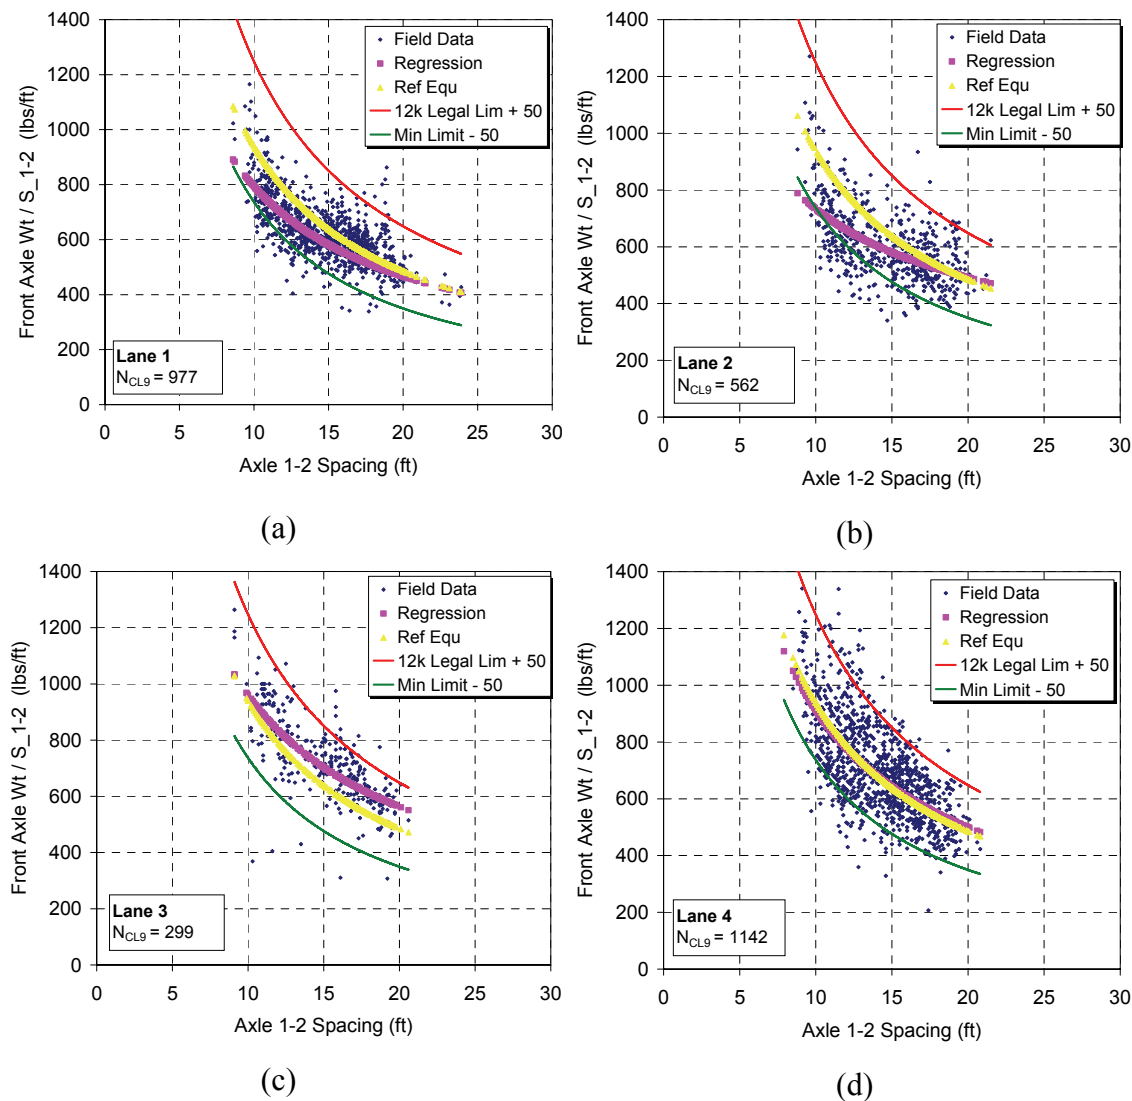 1400
1200
1000
800
600
400
200
0
Front Axle Wt / S_1-2 (lbs/ft)
Field Data
Regression
Ref Equ
12k Legal Lim + 50
Min Limit - 50
Lane 1
NCL9 = 977
0 5 10 15 20 25 30
Axle 1-2 Spacing (ft)
(a)
1400
1200
1000
800
600
400
200
0
Front Axle Wt / S_1-2 (lbs/ft)
Field Data
Regression
Ref Equ
12k Legal Lim + 50
Min Limit - 50
Lane 2
NCL9 = 562
0 5 10 15 20 25 30
Axle 1-2 Spacing (ft)
(b)
1400
1200
1000
800
600
400
200
0
Front Axle Wt / S_1-2 (lbs/ft)
Field Data
Regression
Ref Equ
12k Legal Lim + 50
Min Limit - 50
Lane 3
NCL9 = 299
0 5 10 15 20 25 30
Axle 1-2 Spacing (ft)
(c)
1400
1200
1000
800
600
400
200
0
Front Axle Wt / S_1-2 (lbs/ft)
Field Data
Regression
Ref Equ
12k Legal Lim + 50
Min Limit - 50
Lane 4
NCL9 = 1142
0 5 10 15 20 25 30
Axle 1-2 Spacing (ft)
(d)